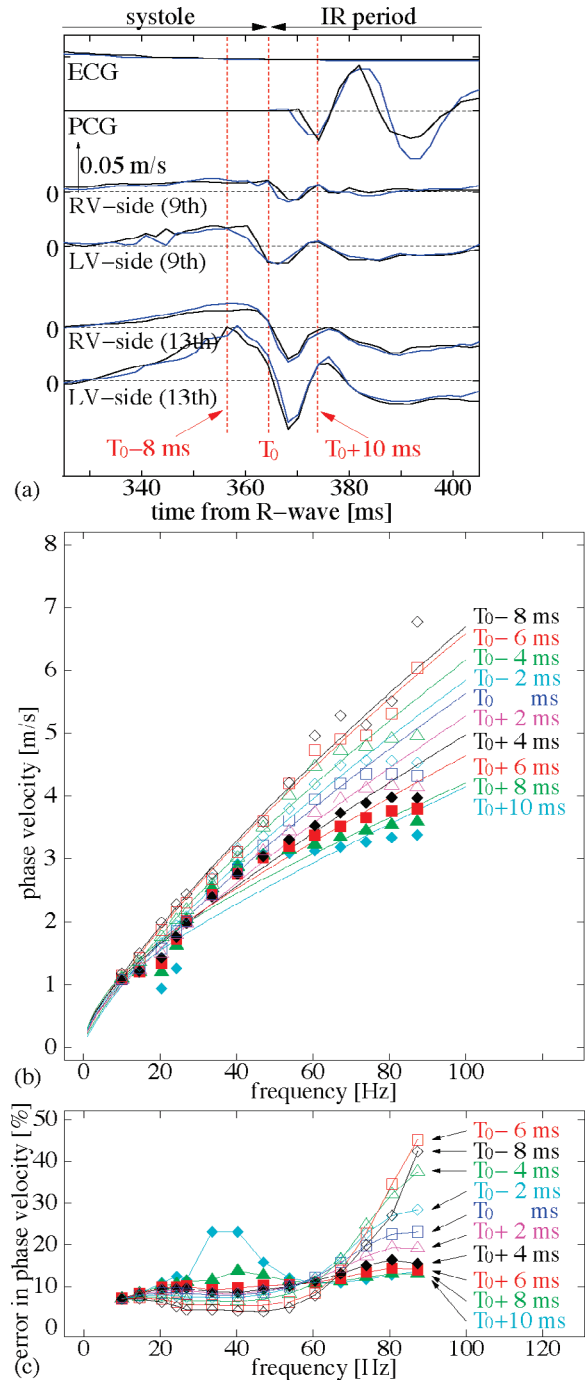 systole IR period
ECG
PCG
0.05 m/s
0
RV-side (9th)
0
LV-side (9th)
0
RV-side (13th)
0
LV-side (13th)
T0-8 ms T0 T0+10 ms
340 360 380 400
time from R-wave [ms]
(a)
8
7
6
5
4
3
2
1
0
phase velocity [m/s]
T0- 8 ms
T0- 6 ms
T0- 4 ms
T0- 2 ms
T0 ms
T0+ 2 ms
T0+ 4 ms
T0+ 6 ms
T0+ 8 ms
T0+10 ms
0 20 40 60 80 100 120
frequency [Hz]
(b)
50
40
30
20
10
0
error in phase velocity [%]
T0- 6 ms
T0- 8 ms
T0- 4 ms
T0- 2 ms
T0 ms
T0+ 2 ms
T0+ 4 ms
T0+ 6 ms
T0+ 8 ms
T0+10 ms
0 20 40 60 80 100 120
frequency [Hz]
(c)